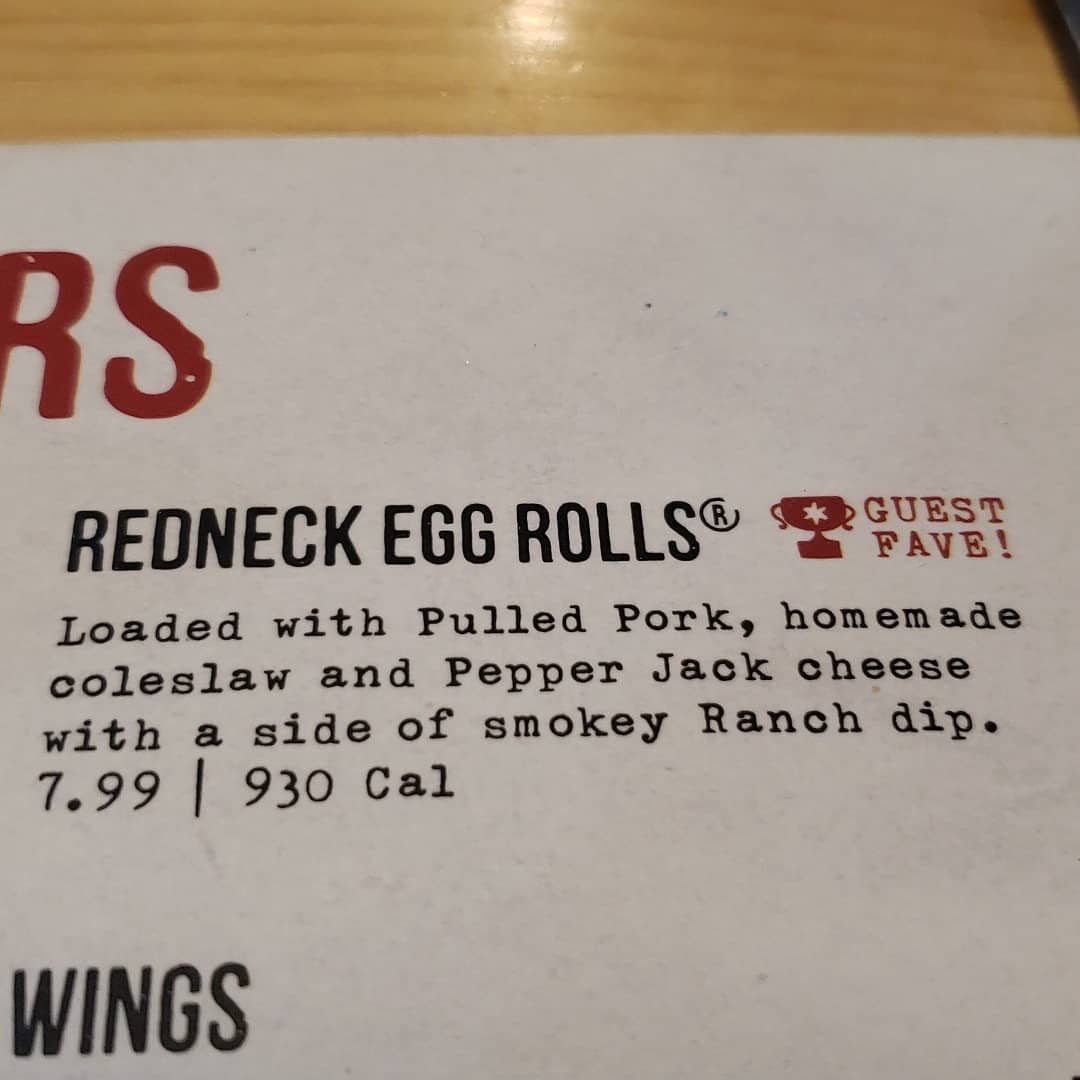 RS
REDNECK EGG ROLLS® GUEST FAVE!
Loaded with Pulled Pork, homemade
coleslaw and Pepper Jack cheese
with a side of smokey Ranch dip.
7.99 | 930 Cal
WINGS